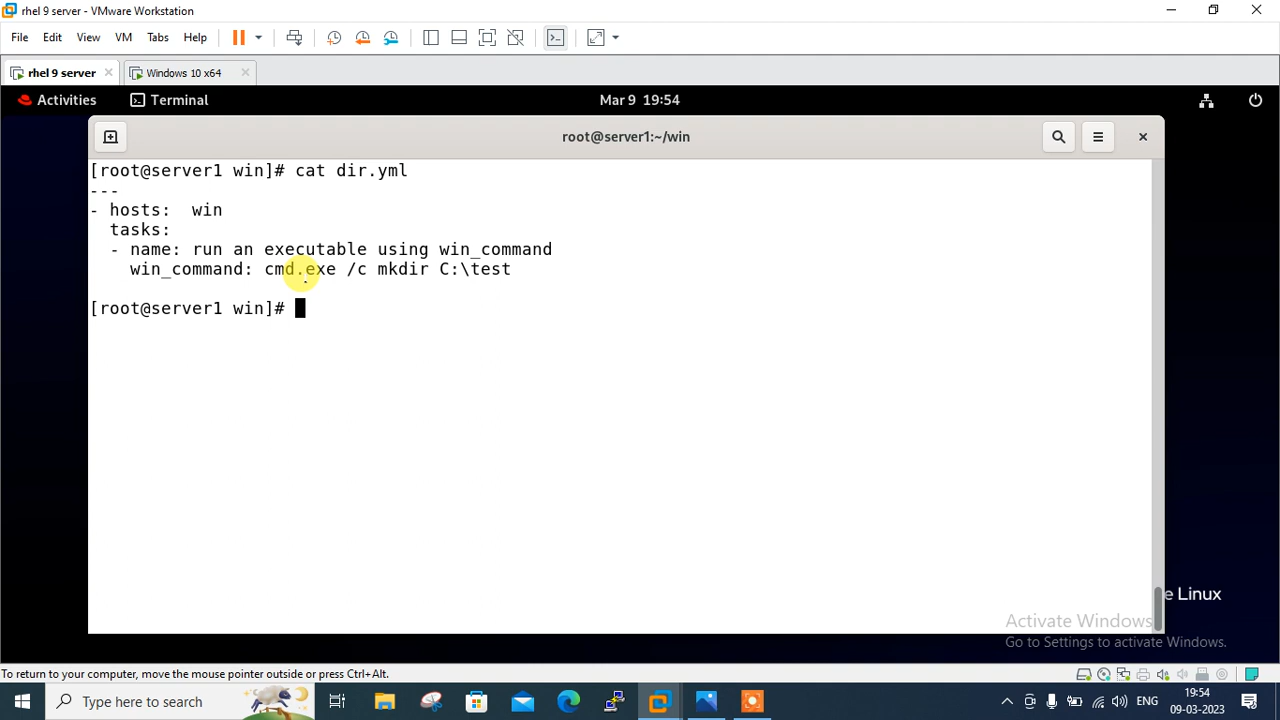 rhel 9 server - VMware Workstation
File Edit View VM Tabs Help
rhel 9 server Windows 10 x64
Activities Terminal Mar 9 19:54
root@server1:~/win
[root@server1 win]# cat dir.yml
---
- hosts:  win
  tasks:
  - name: run an executable using win_command
    win_command: cmd.exe /c mkdir C:\test
[root@server1 win]#
e Linux
Activate Windows
Go to Settings to activate Windows.
To return to your computer, move the mouse pointer outside or press Ctrl+Alt.
Type here to search
ENG
19:54
09-03-2023